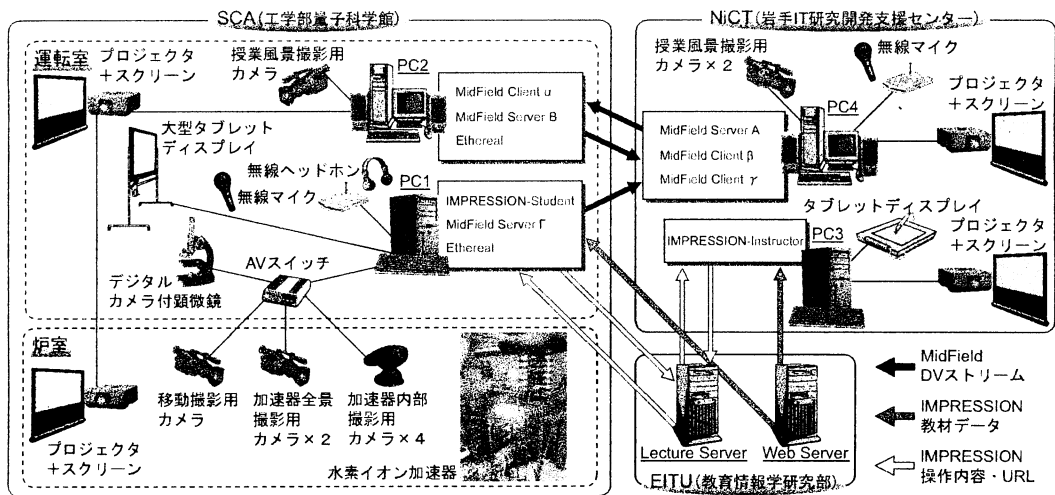 SCA(工学部量子科学館)
運転室
プロジェクタ
+スクリーン
授業風景撮影用
カメラ
PC2
MidField Client α
MidField Server B
Ethereal
大型タブレット
ディスプレイ
無線ヘッドホン
無線マイク
PC1
IMPRESSION-Student
MidField Server Γ
Ethereal
デジタル
カメラ付顕微鏡
AVスイッチ
炉室
プロジェクタ
+スクリーン
移動撮影用
カメラ
加速器全景
撮影用
カメラ×2
加速器内部
撮影用
カメラ×4
水素イオン加速器
NiCT(岩手IT研究開発支援センター)
授業風景撮影用
カメラ×2
無線マイク
プロジェクタ
+スクリーン
PC4
MidField Server A
MidField Client β
MidField Client γ
タブレットディスプレイ
IMPRESSION-Instructor
PC3
プロジェクタ
+スクリーン
Lecture Server
Web Server
EITU(教育情報学研究部)
MidField
DVストリーム
IMPRESSION
教材データ
IMPRESSION
操作内容・URL